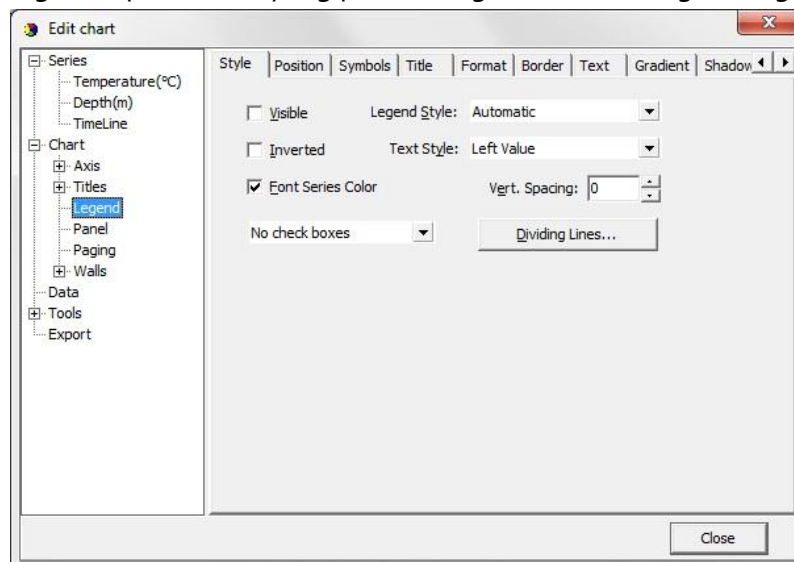 Edit chart
Series
Temperature(ºC)
Depth(m)
TimeLine
Chart
Axis
Titles
Legend
Panel
Paging
Walls
Data
Tools
Export
Style Position Symbols Title Format Border Text Gradient Shadow
Visible Legend Style: Automatic
Inverted Text Style: Left Value
Font Series Color Vert. Spacing: 0
No check boxes Dividing Lines...
Close